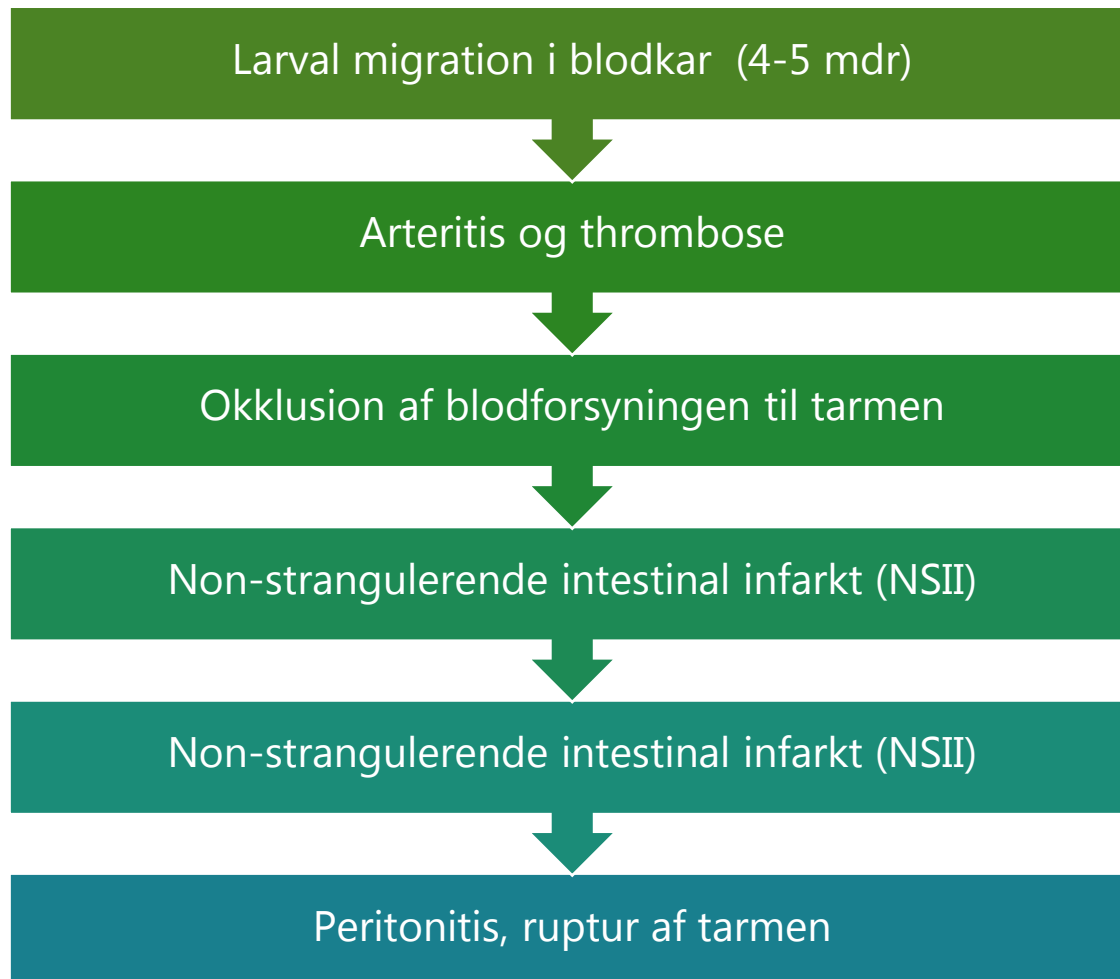 Larval migration i blodkar (4-5 mdr)
Arteritis og thrombose
Okklusion af blodforsyningen til tarmen
Non-strangulerende intestinal infarkt (NSII)
Non-strangulerende intestinal infarkt (NSII)
Peritonitis, ruptur af tarmen